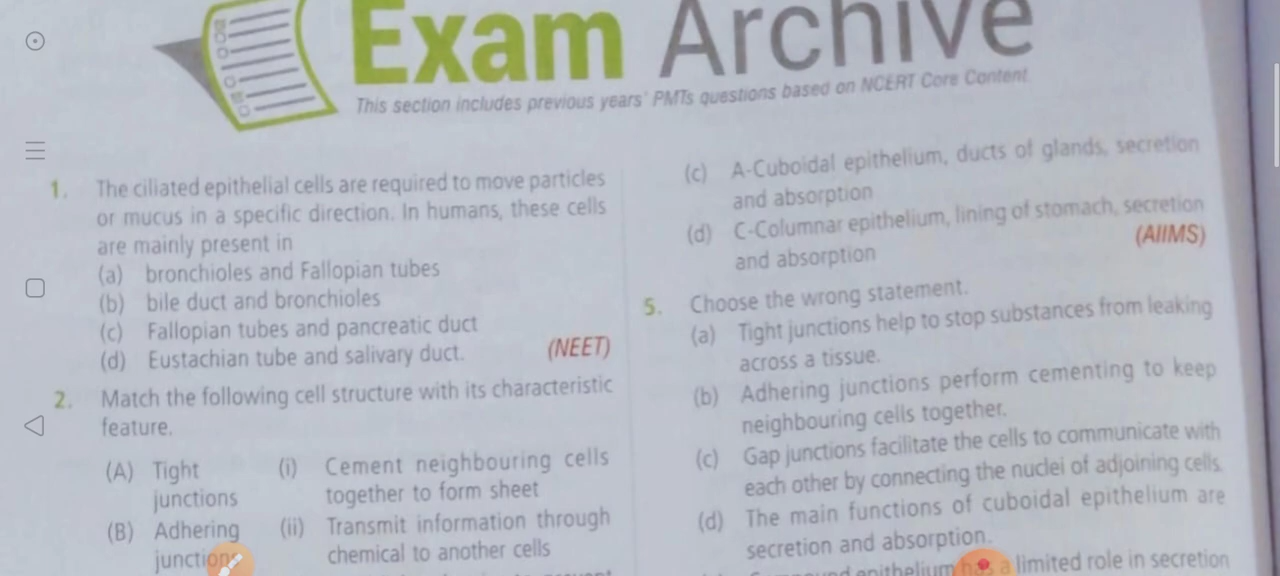 Exam Archive
This section includes previous years' PMTs questions based on NCERT Core Content.
1. The ciliated epithelial cells are required to move particles
or mucus in a specific direction. In humans, these cells
are mainly present in
(a) bronchioles and Fallopian tubes
(b) bile duct and bronchioles
(c) Fallopian tubes and pancreatic duct
(d) Eustachian tube and salivary duct. (NEET)
2. Match the following cell structure with its characteristic
feature.
(A) Tight (i) Cement neighbouring cells
junctions together to form sheet
(B) Adhering (ii) Transmit information through
junctions chemical to another cells
(c) A-Cuboidal epithelium, ducts of glands, secretion
and absorption
(d) C-Columnar epithelium, lining of stomach, secretion
and absorption (AIIMS)
5. Choose the wrong statement.
(a) Tight junctions help to stop substances from leaking
across a tissue.
(b) Adhering junctions perform cementing to keep
neighbouring cells together.
(c) Gap junctions facilitate the cells to communicate with
each other by connecting the nuclei of adjoining cells.
(d) The main functions of cuboidal epithelium are
secretion and absorption.
epithelium has a limited role in secretion